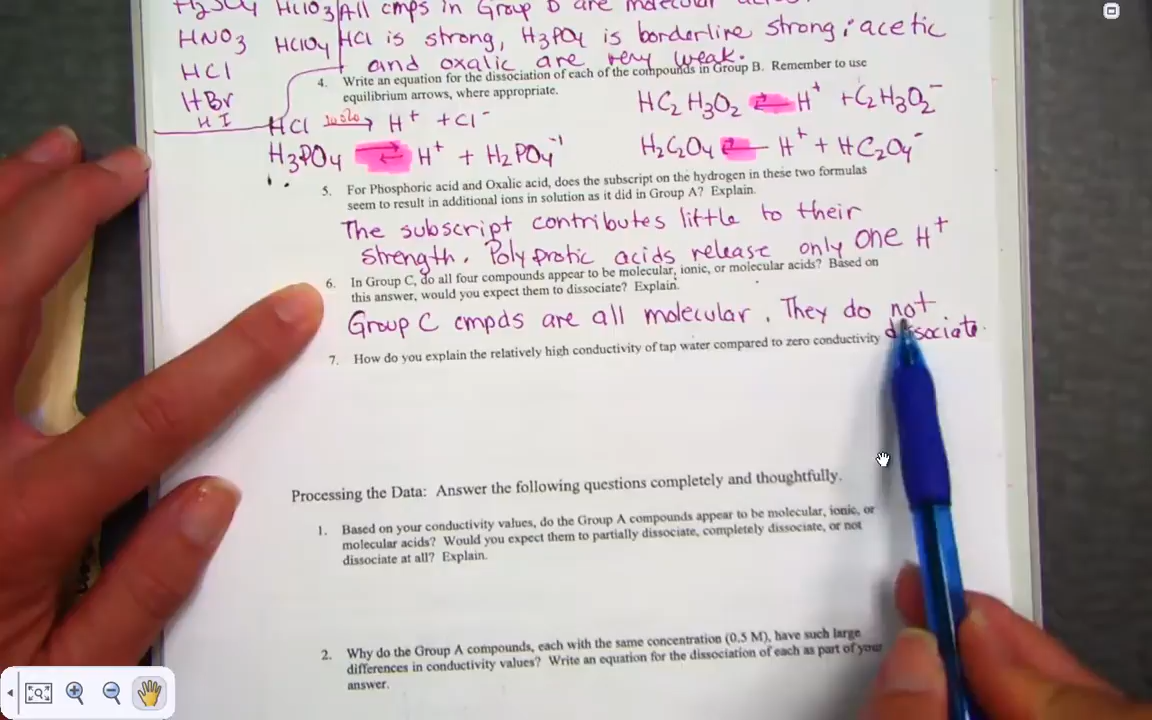 H2SO4 HClO3 All cmps in Group B are molecular
HNO3 HClO4 HCl is strong, H3PO4 is borderline strong; acetic
HCl and oxalic are very weak.
HBr
HI
4. Write an equation for the dissociation of each of the compounds in Group B. Remember to use
equilibrium arrows, where appropriate.
HCl 100% → H+ + Cl-
HC2H3O2 ⇄ H+ + C2H3O2-
H3PO4 ⇄ H+ + H2PO4-1
H2C2O4 ⇄ H+ + HC2O4-
5. For Phosphoric acid and Oxalic acid, does the subscript on the hydrogen in these two formulas
seem to result in additional ions in solution as it did in Group A? Explain.
The subscript contributes little to their
strength. Polyprotic acids release only one H+
6. In Group C, do all four compounds appear to be molecular, ionic, or molecular acids? Based on
this answer, would you expect them to dissociate? Explain.
Group C cmpds are all molecular. They do not
dissociate.
7. How do you explain the relatively high conductivity of tap water compared to zero conductivity
Processing the Data: Answer the following questions completely and thoughtfully.
1. Based on your conductivity values, do the Group A compounds appear to be molecular, ionic, or
molecular acids? Would you expect them to partially dissociate, completely dissociate, or not
dissociate at all? Explain.
2. Why do the Group A compounds, each with the same concentration (0.5 M), have such large
differences in conductivity values? Write an equation for the dissociation of each as part of your
answer.